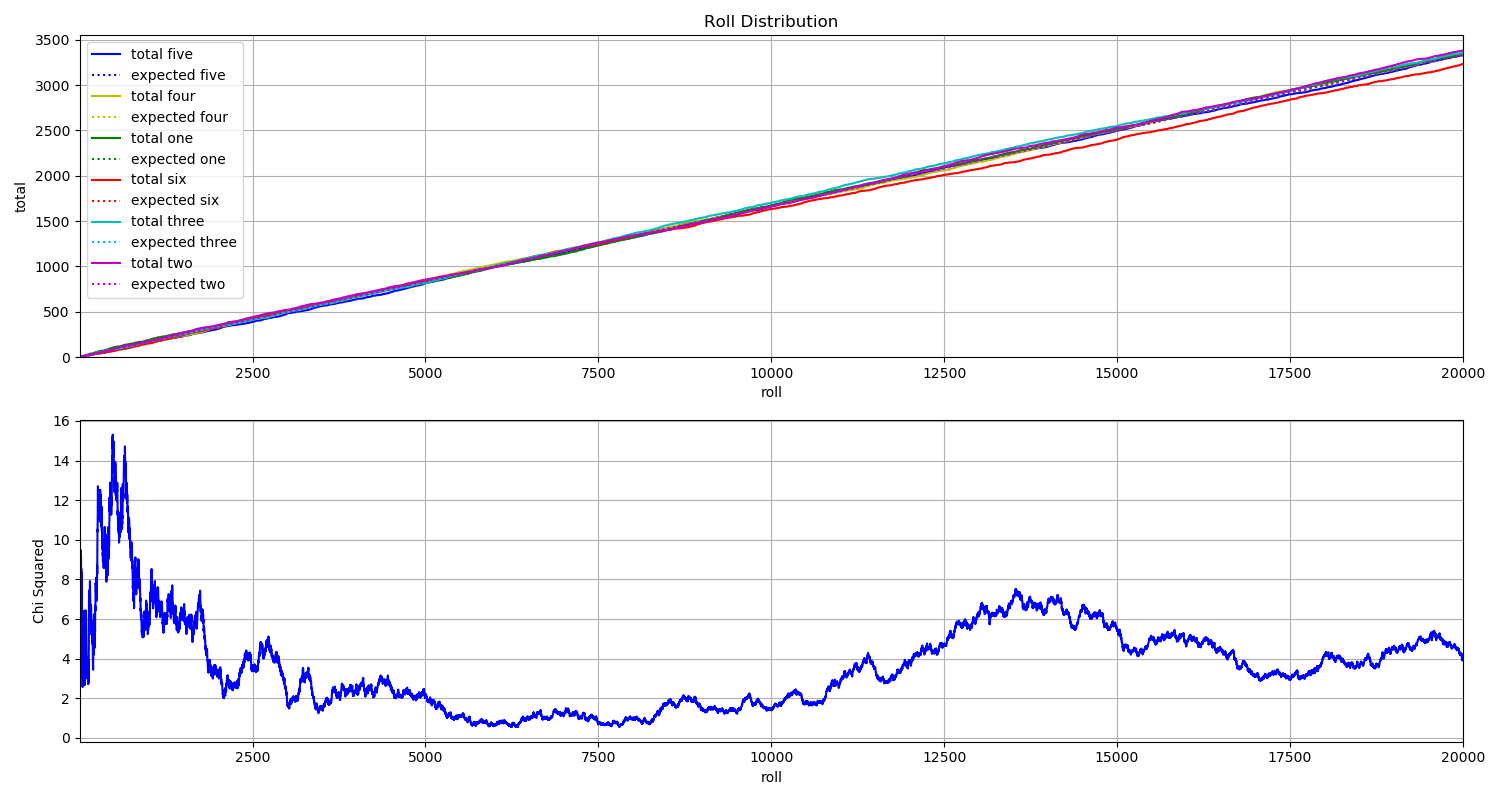 Roll Distribution
3500
3000
2500
2000
1500
1000
500
0
total
total five
expected five
total four
expected four
total one
expected one
total six
expected six
total three
expected three
total two
expected two
2500 5000 7500 10000 12500 15000 17500 20000
roll
16
14
12
10
8
6
4
2
0
Chi Squared
2500 5000 7500 10000 12500 15000 17500 20000
roll